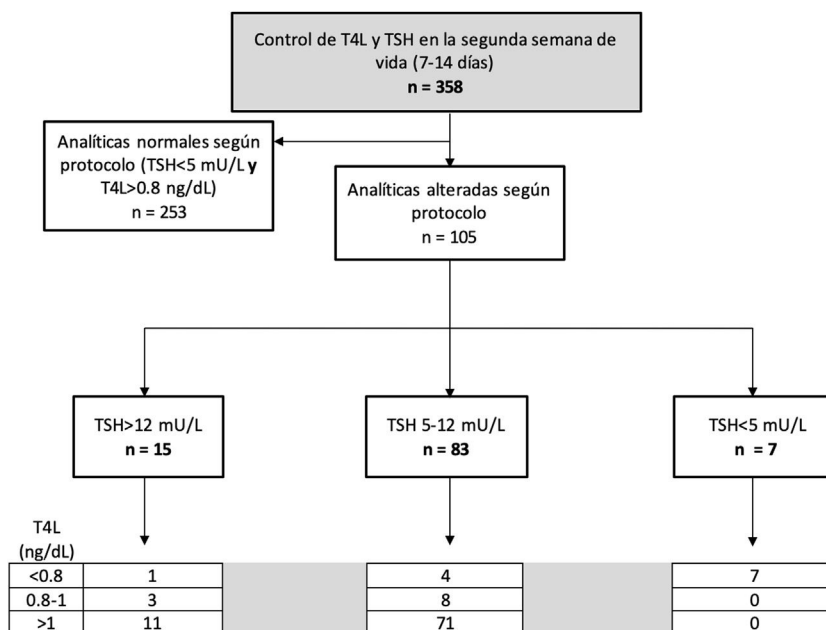 Control de T4L y TSH en la segunda semana de
vida (7-14 días)
n = 358
Analíticas normales según
protocolo (TSH<5 mU/L y
T4L>0.8 ng/dL)
n = 253
Analíticas alteradas según
protocolo
n = 105
TSH>12 mU/L
n = 15
TSH 5-12 mU/L
n = 83
TSH<5 mU/L
n = 7
T4L
(ng/dL)
<0.8 1 4 7
0.8-1 3 8 0
>1 11 71 0